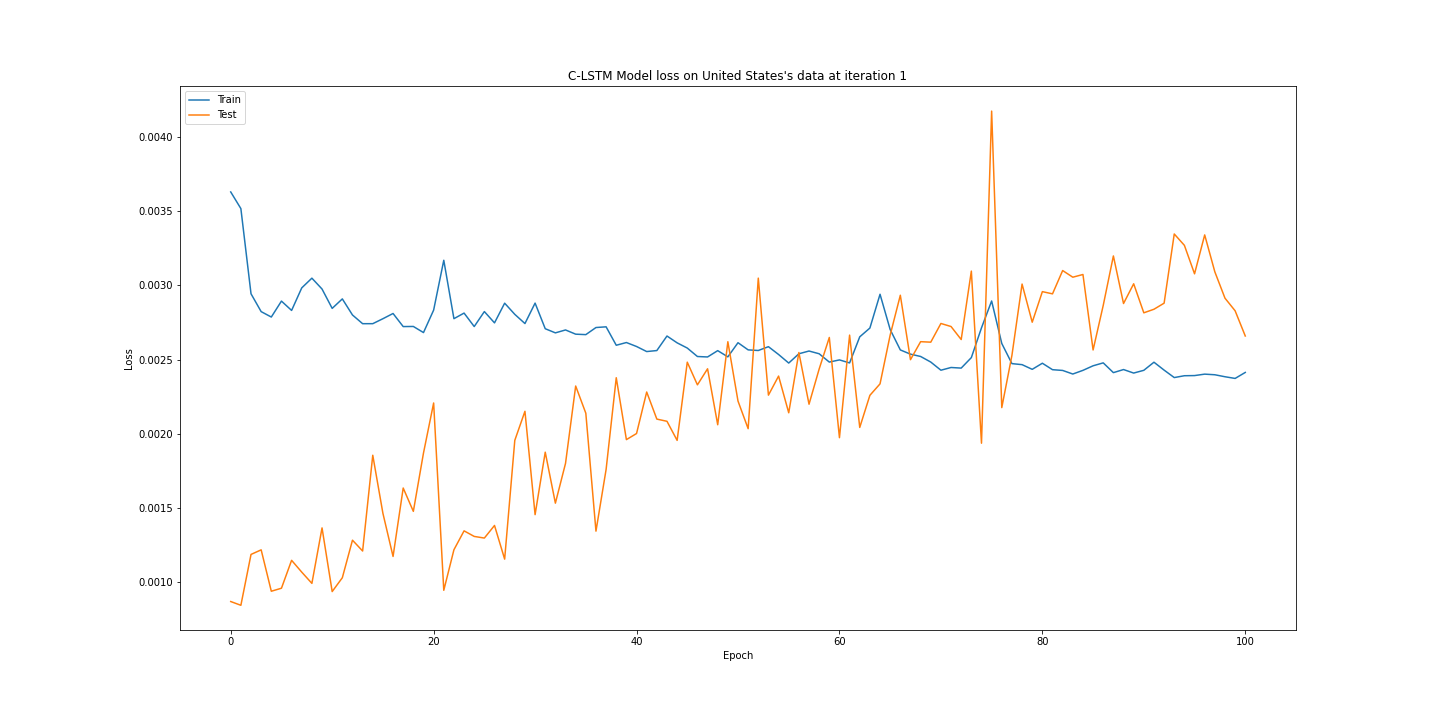 C-LSTM Model loss on United States's data at iteration 1
Train
Test
0.0040
0.0035
0.0030
0.0025
0.0020
0.0015
0.0010
Loss
0 20 40 60 80 100
Epoch